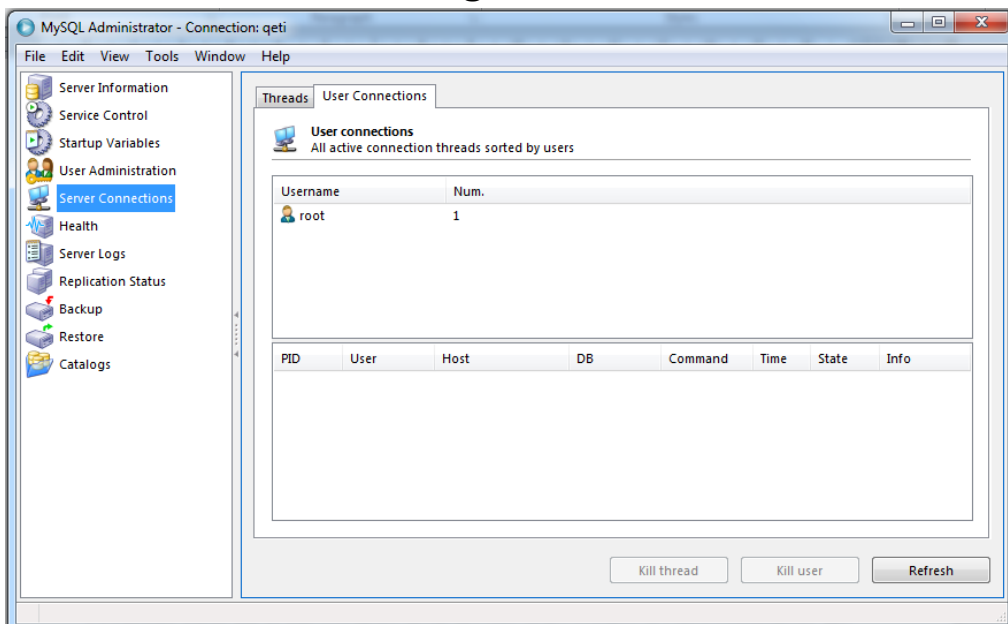 MySQL Administrator - Connection: qeti
File Edit View Tools Window Help
Server Information
Service Control
Startup Variables
User Administration
Server Connections
Health
Server Logs
Replication Status
Backup
Restore
Catalogs
Threads User Connections
User connections
All active connection threads sorted by users
Username Num.
root 1
PID User Host DB Command Time State Info
Kill thread Kill user Refresh